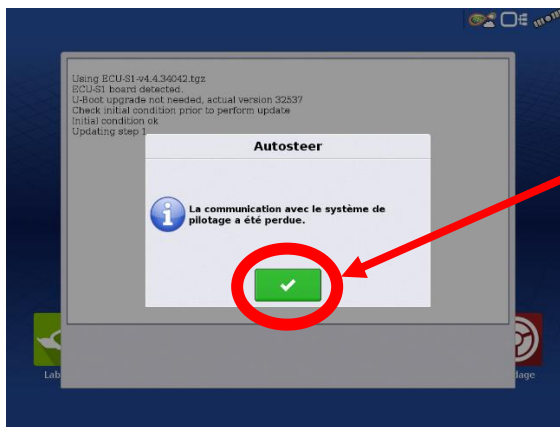 Using ECU-S1-v4.4.34042.tgz
ECU-S1 board detected.
U-Boot upgrade not needed, actual version 32537
Check initial condition prior to perform update
Initial condition ok
Updating step 1
Autosteer
La communication avec le système de
pilotage a été perdue.
Lab
lage